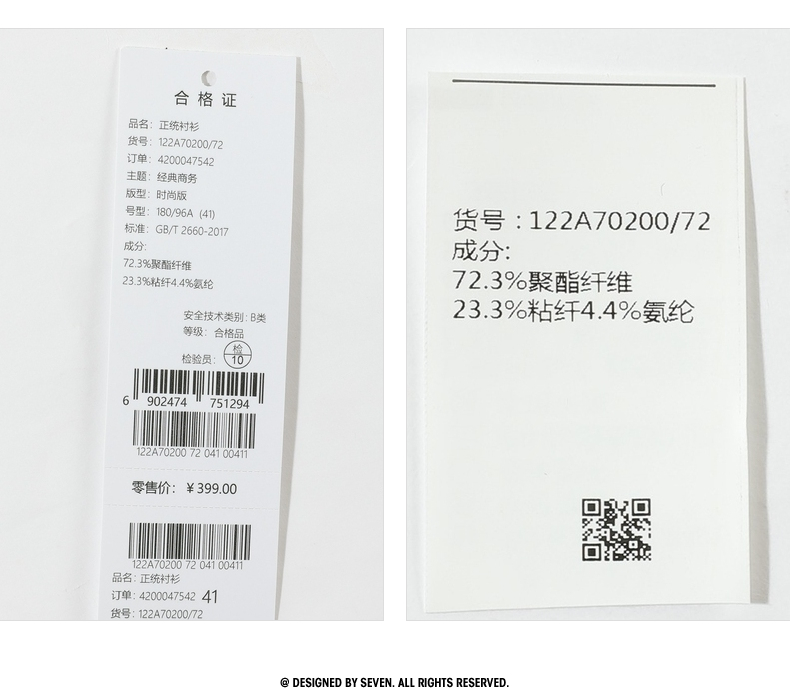 合格证
品名: 正统衬衫
货号: 122A70200/72
订单: 4200047542
主题: 经典商务
版型: 时尚版
号型: 180/96A (41)
标准: GB/T 2660-2017
成分:
72.3%聚酯纤维
23.3%粘纤4.4%氨纶
安全技术类别: B类
等级: 合格品
检验员: 检 10
6 902474 751294
122A70200 72 041 00411
零售价: ¥399.00
122A70200 72 041 00411
品名: 正统衬衫
订单: 4200047542 41
货号: 122A70200/72
货号 : 122A70200/72
成分:
72.3%聚酯纤维
23.3%粘纤4.4%氨纶
@ DESIGNED BY SEVEN. ALL RIGHTS RESERVED.